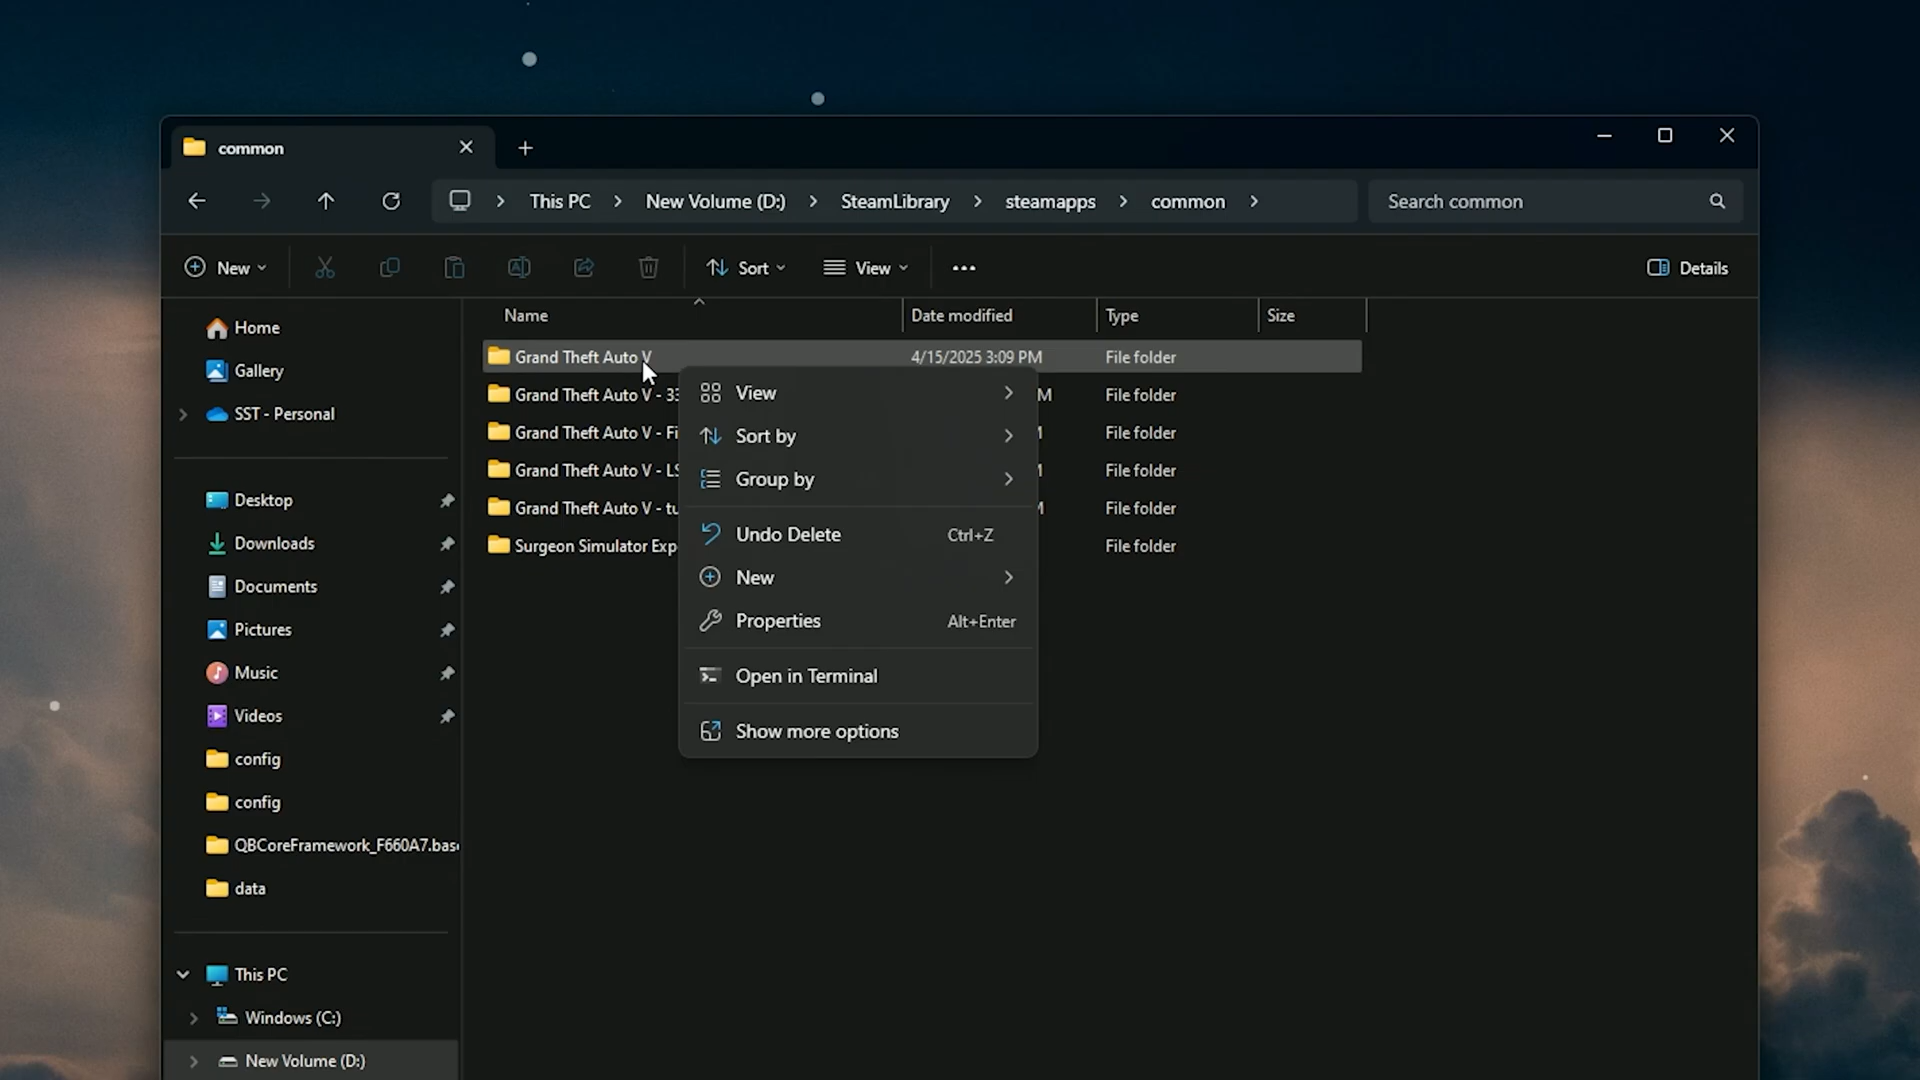 common
This PC
New Volume (D:)
SteamLibrary
steamapps
common
Search common
New
Sort
View
Details
Name
Date modified
Type
Size
Home
Gallery
SST - Personal
Desktop
Downloads
Documents
Pictures
Music
Videos
config
config
QBCoreFramework_F660A7.bas
data
This PC
Windows (C:)
New Volume (D:)
Grand Theft Auto V 4/15/2025 3:09 PM File folder
Grand Theft Auto V - 33 M File folder
Grand Theft Auto V - Fi File folder
Grand Theft Auto V - LS File folder
Grand Theft Auto V - tu File folder
Surgeon Simulator Exp File folder
View
Sort by
Group by
Undo Delete Ctrl+Z
New
Properties Alt+Enter
Open in Terminal
Show more options